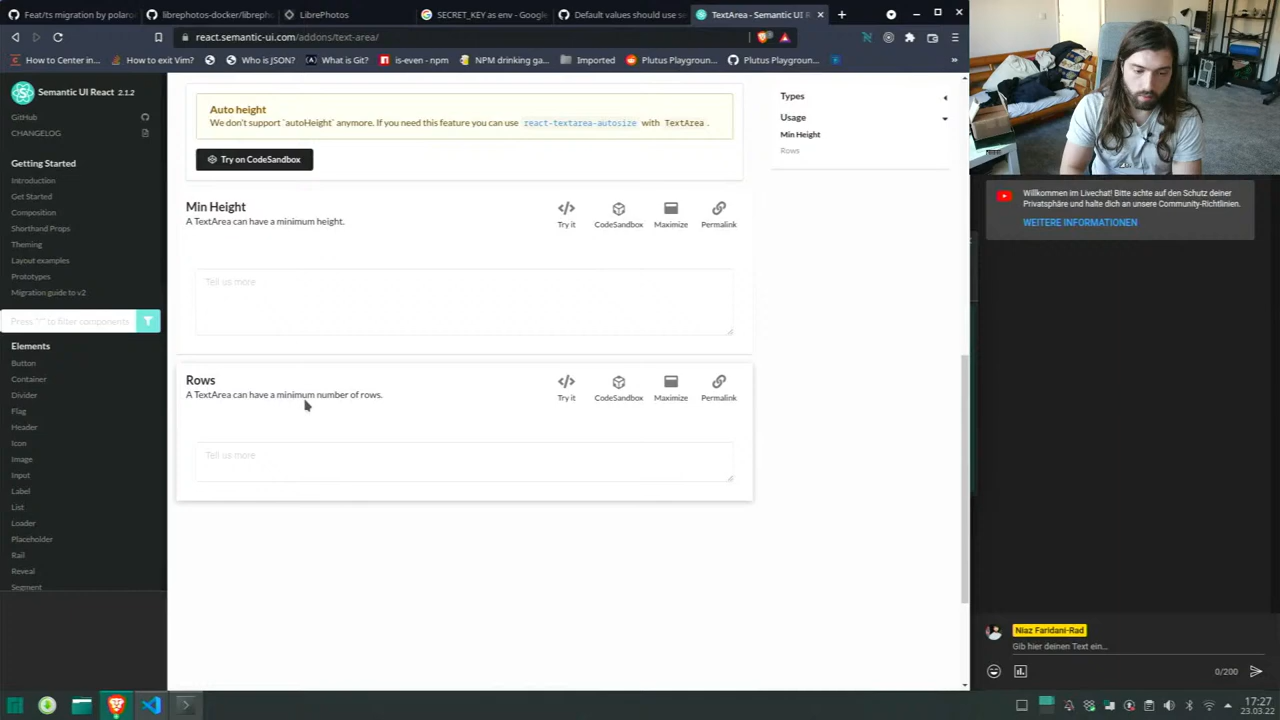 Feat/ts migration by polaro
librephotos-docker/libreph
LibrePhotos
SECRET_KEY as env - Google
Default values should use se
TextArea - Semantic UI R
react.semantic-ui.com/addons/text-area/
How to Center in...
How to exit Vim?
Who is JSON?
What is Git?
is-even - npm
NPM drinking ga...
Imported
Plutus Playgroun...
Plutus Playgroun...
Semantic UI React 2.1.2
GitHub
CHANGELOG
Getting Started
Introduction
Get Started
Composition
Shorthand Props
Theming
Layout examples
Prototypes
Migration guide to v2
Press "/" to filter components
Elements
Button
Container
Divider
Flag
Header
Icon
Image
Input
Label
List
Loader
Placeholder
Rail
Reveal
Segment
Auto height
We don't support `autoHeight` anymore. If you need this feature you can use react-textarea-autosize with TextArea.
Try on CodeSandbox
Min Height
A TextArea can have a minimum height.
Try it
CodeSandbox
Maximize
Permalink
Tell us more
Rows
A TextArea can have a minimum number of rows.
Try it
CodeSandbox
Maximize
Permalink
Tell us more
Types
Usage
Min Height
Rows
Willkommen im Livechat! Bitte achte auf den Schutz deiner
Privatsphäre und halte dich an unsere Community-Richtlinien.
WEITERE INFORMATIONEN
Niaz Faridani-Rad
Gib hier deinen Text ein...
0/200
17:27
23.03.22